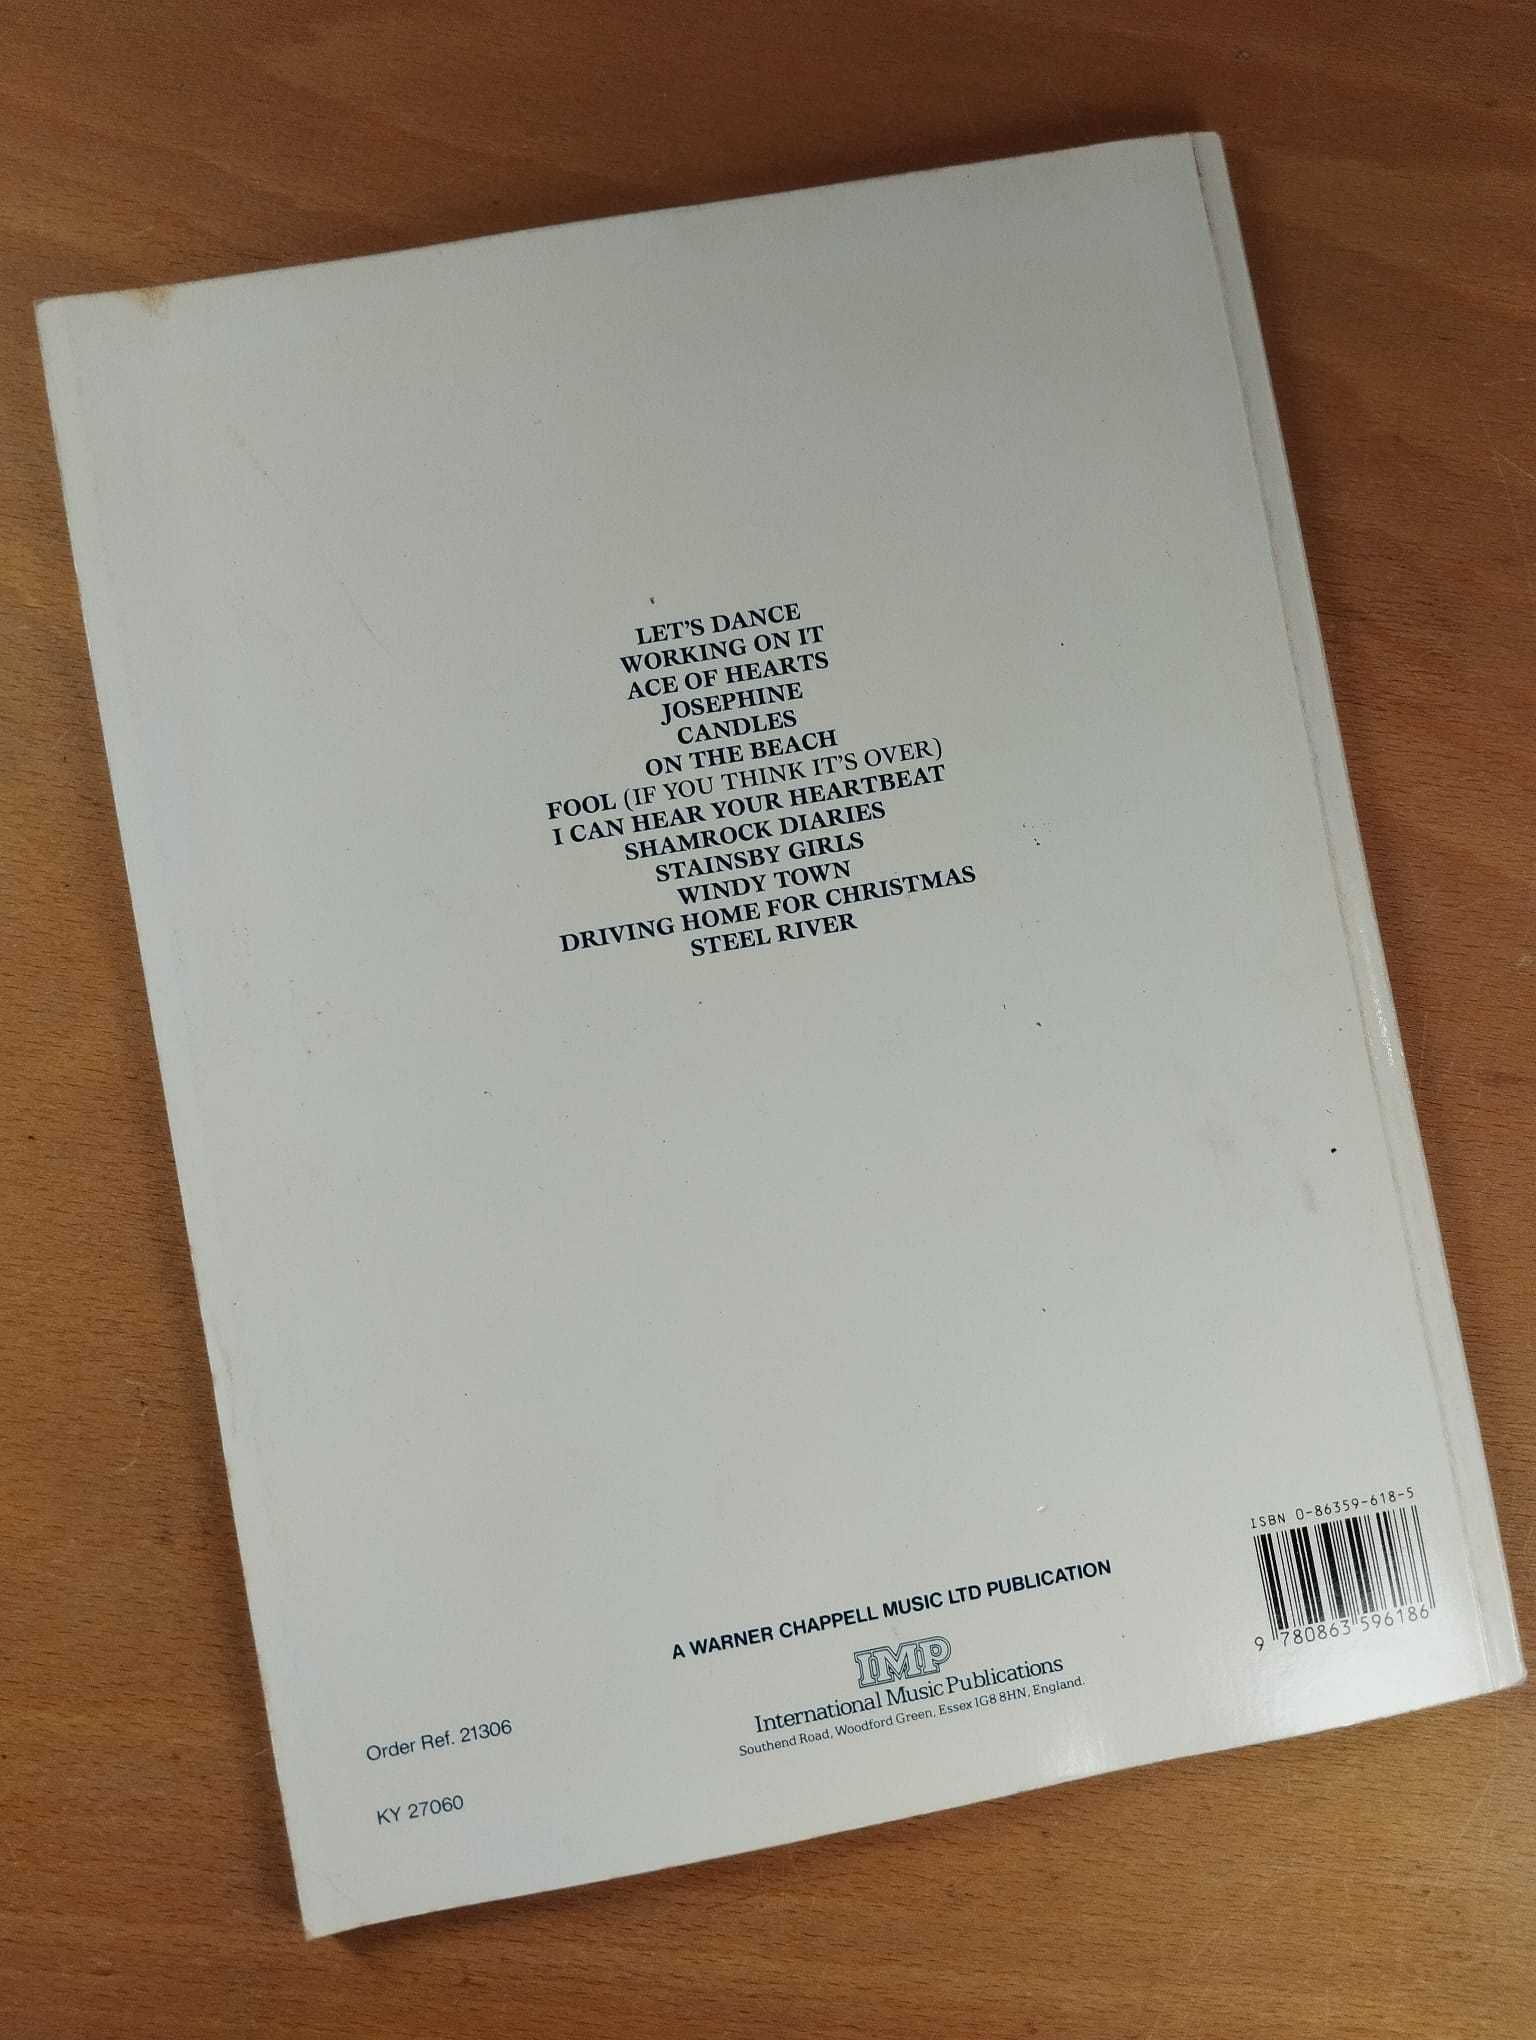 LET'S DANCE
WORKING ON IT
ACE OF HEARTS
JOSEPHINE
CANDLES
ON THE BEACH
FOOL (IF YOU THINK IT'S OVER)
I CAN HEAR YOUR HEARTBEAT
SHAMROCK DIARIES
STAINSBY GIRLS
WINDY TOWN
DRIVING HOME FOR CHRISTMAS
STEEL RIVER
ISBN 0-86359-618-5
9 780863 596186
A WARNER CHAPPELL MUSIC LTD PUBLICATION
IMP
International Music Publications
Southend Road, Woodford Green, Essex IG8 8HN, England.
Order Ref. 21306
KY 27060